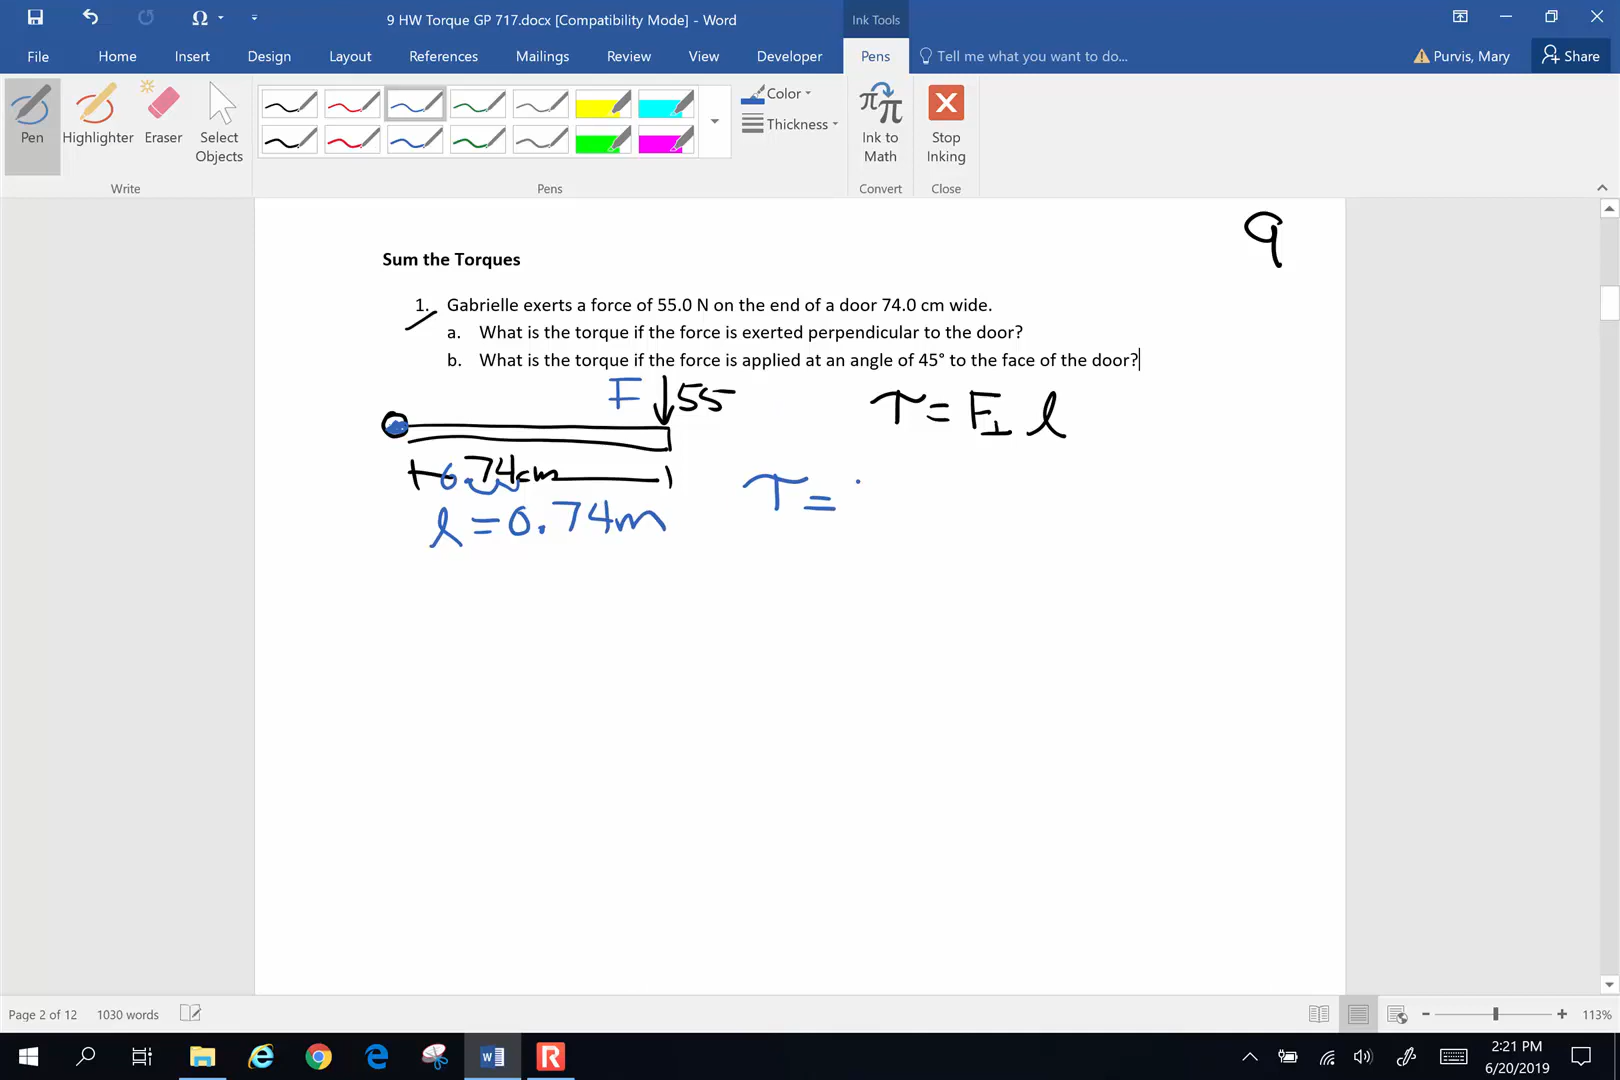 9 HW Torque GP 717.docx [Compatibility Mode] - Word
Ink Tools
File Home Insert Design Layout References Mailings Review View Developer Pens Tell me what you want to do... Purvis, Mary Share
Pen Highlighter Eraser Select Objects
Color
Thickness
Ink to Math
Stop Inking
Write Pens Convert Close
9
Sum the Torques
1. Gabrielle exerts a force of 55.0 N on the end of a door 74.0 cm wide.
a. What is the torque if the force is exerted perpendicular to the door?
b. What is the torque if the force is applied at an angle of 45° to the face of the door?
F 55 τ = F⊥ l
0.74cm
τ =
l = 0.74m
Page 2 of 12 1030 words 113%
2:21 PM
6/20/2019